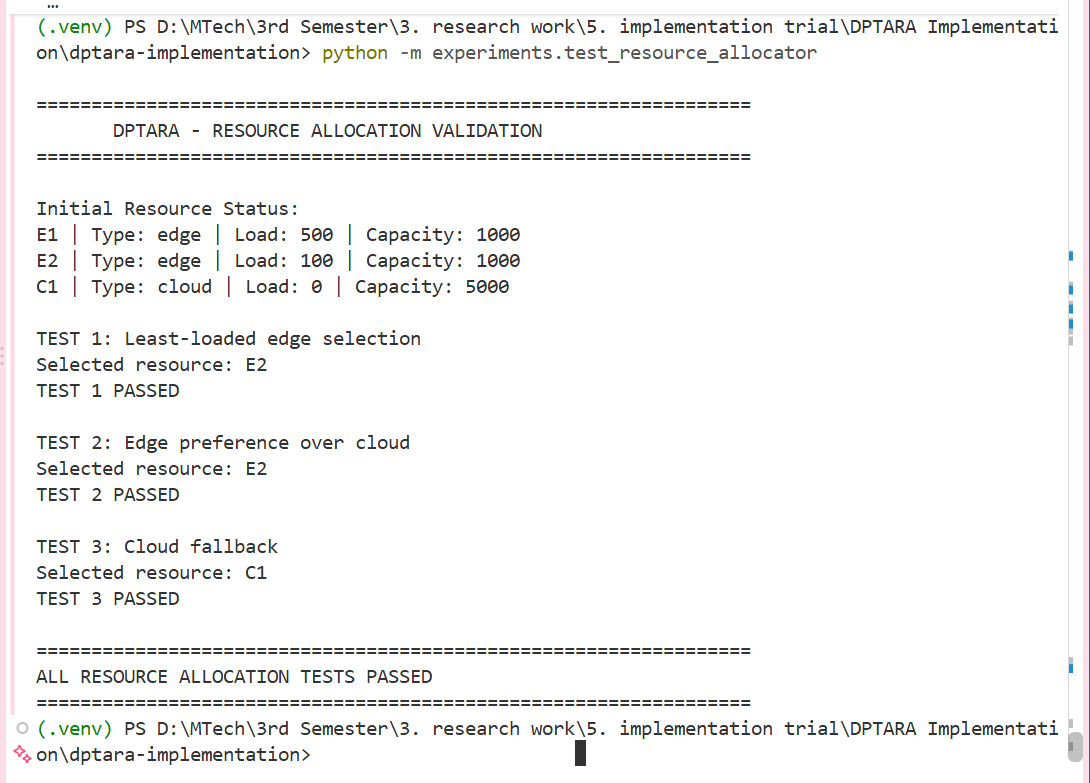 ...
(.venv) PS D:\MTech\3rd Semester\3. research work\5. implementation trial\DPTARA Implementati
on\dptara-implementation> python -m experiments.test_resource_allocator
=================================================================
DPTARA - RESOURCE ALLOCATION VALIDATION
=================================================================
Initial Resource Status:
E1 | Type: edge | Load: 500 | Capacity: 1000
E2 | Type: edge | Load: 100 | Capacity: 1000
C1 | Type: cloud | Load: 0 | Capacity: 5000
TEST 1: Least-loaded edge selection
Selected resource: E2
TEST 1 PASSED
TEST 2: Edge preference over cloud
Selected resource: E2
TEST 2 PASSED
TEST 3: Cloud fallback
Selected resource: C1
TEST 3 PASSED
=================================================================
ALL RESOURCE ALLOCATION TESTS PASSED
=================================================================
(.venv) PS D:\MTech\3rd Semester\3. research work\5. implementation trial\DPTARA Implementati
on\dptara-implementation>